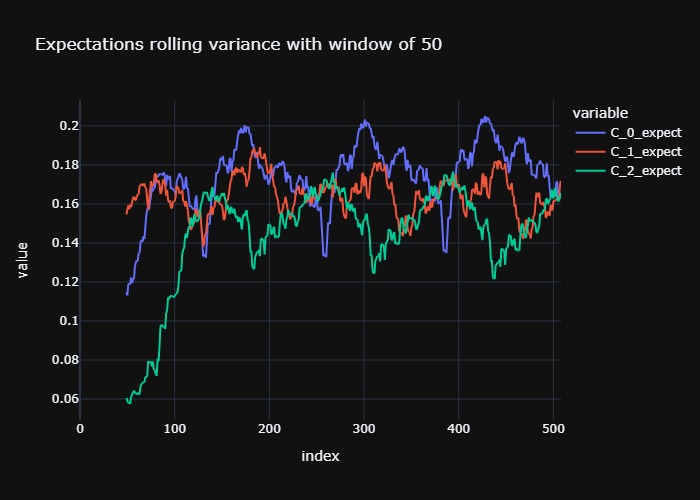 Expectations rolling variance with window of 50
variable
C_0_expect
C_1_expect
C_2_expect
value
0.2
0.18
0.16
0.14
0.12
0.1
0.08
0.06
0
100
200
300
400
500
index